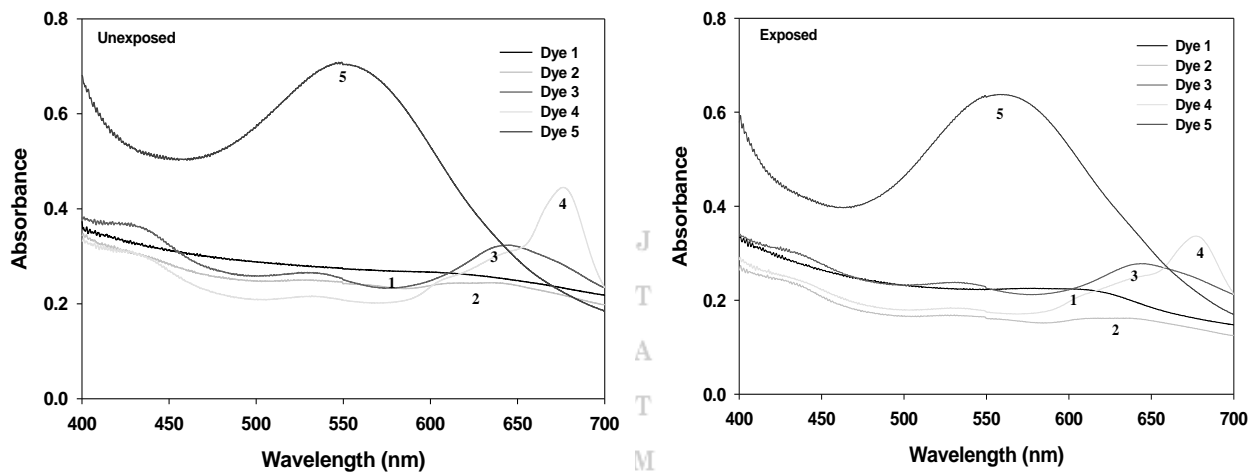 Unexposed
Dye 1
Dye 2
Dye 3
Dye 4
Dye 5
0.8
0.6
0.4
0.2
0.0
Absorbance
5
4
3
1
2
400 450 500 550 600 650 700
Wavelength (nm)
J
T
A
T
M
Exposed
Dye 1
Dye 2
Dye 3
Dye 4
Dye 5
0.8
0.6
0.4
0.2
0.0
Absorbance
5
4
3
1
2
400 450 500 550 600 650 700
Wavelength (nm)